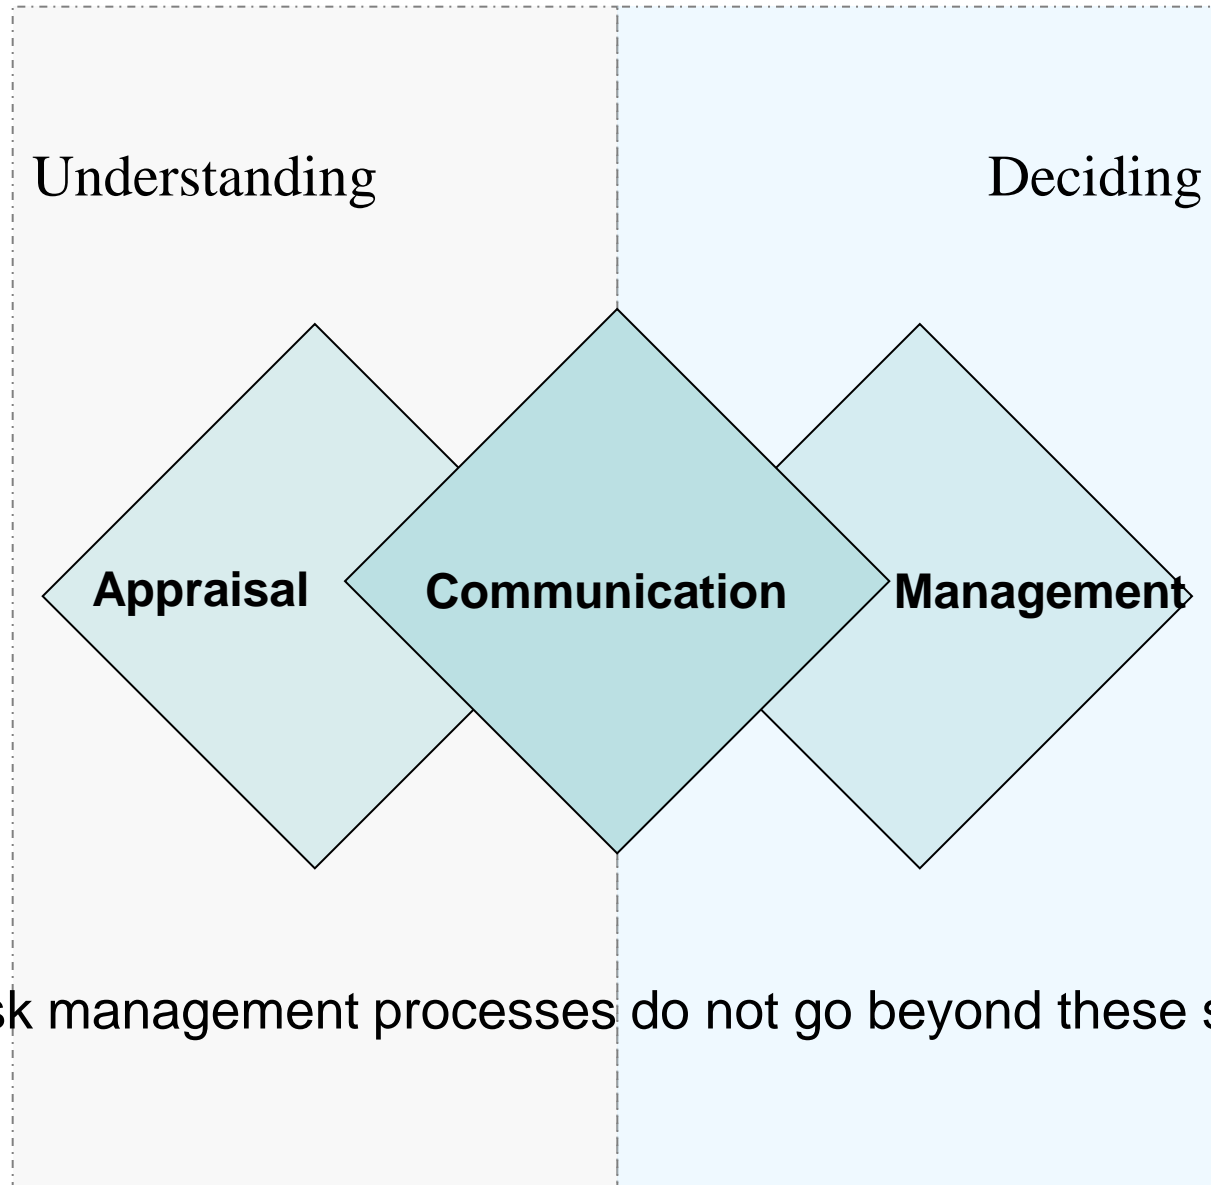 Understanding
Deciding
Appraisal
Communication
Management
sk management processes do not go beyond these s